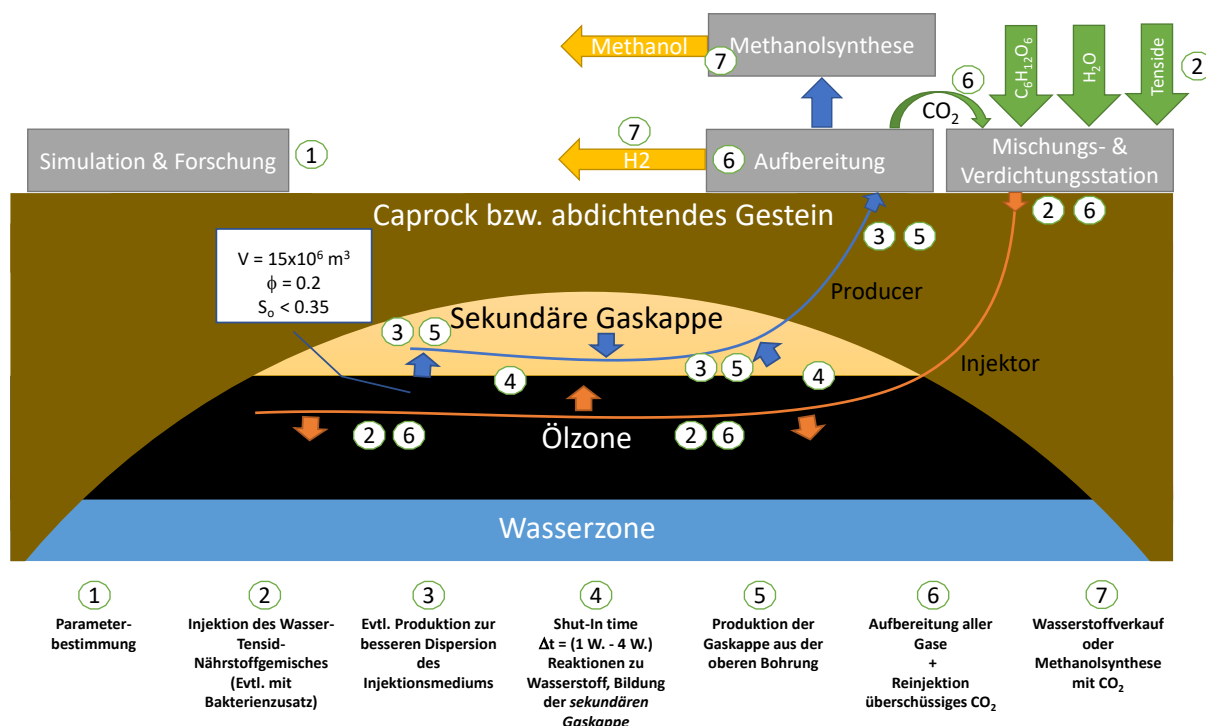 Methanol
7
Methanolsynthese
6
CO₂
C₆H₁₂O₆
H₂O
Tenside
2
Simulation & Forschung
1
7
H2
6
Aufbereitung
Mischungs- &
Verdichtungsstation
Caprock bzw. abdichtendes Gestein
2 6
3 5
V = 15x10⁶ m³
ϕ = 0.2
Sₒ < 0.35
Producer
Sekundäre Gaskappe
3 5
Injektor
3 5
4
4
2 6
Ölzone
2 6
Wasserzone
1
Parameter-
bestimmung
2
Injektion des Wasser-
Tensid-
Nährstoffgemisches
(Evtl. mit
Bakterienzusatz)
3
Evtl. Produktion zur
besseren Dispersion
des
Injektionsmediums
4
Shut-In time
Δt = (1 W. - 4 W.)
Reaktionen zu
Wasserstoff, Bildung
der sekundären
Gaskappe
5
Produktion der
Gaskappe aus der
oberen Bohrung
6
Aufbereitung aller
Gase
+
Reinjektion
überschüssiges CO₂
7
Wasserstoffverkauf
oder
Methanolsynthese
mit CO₂